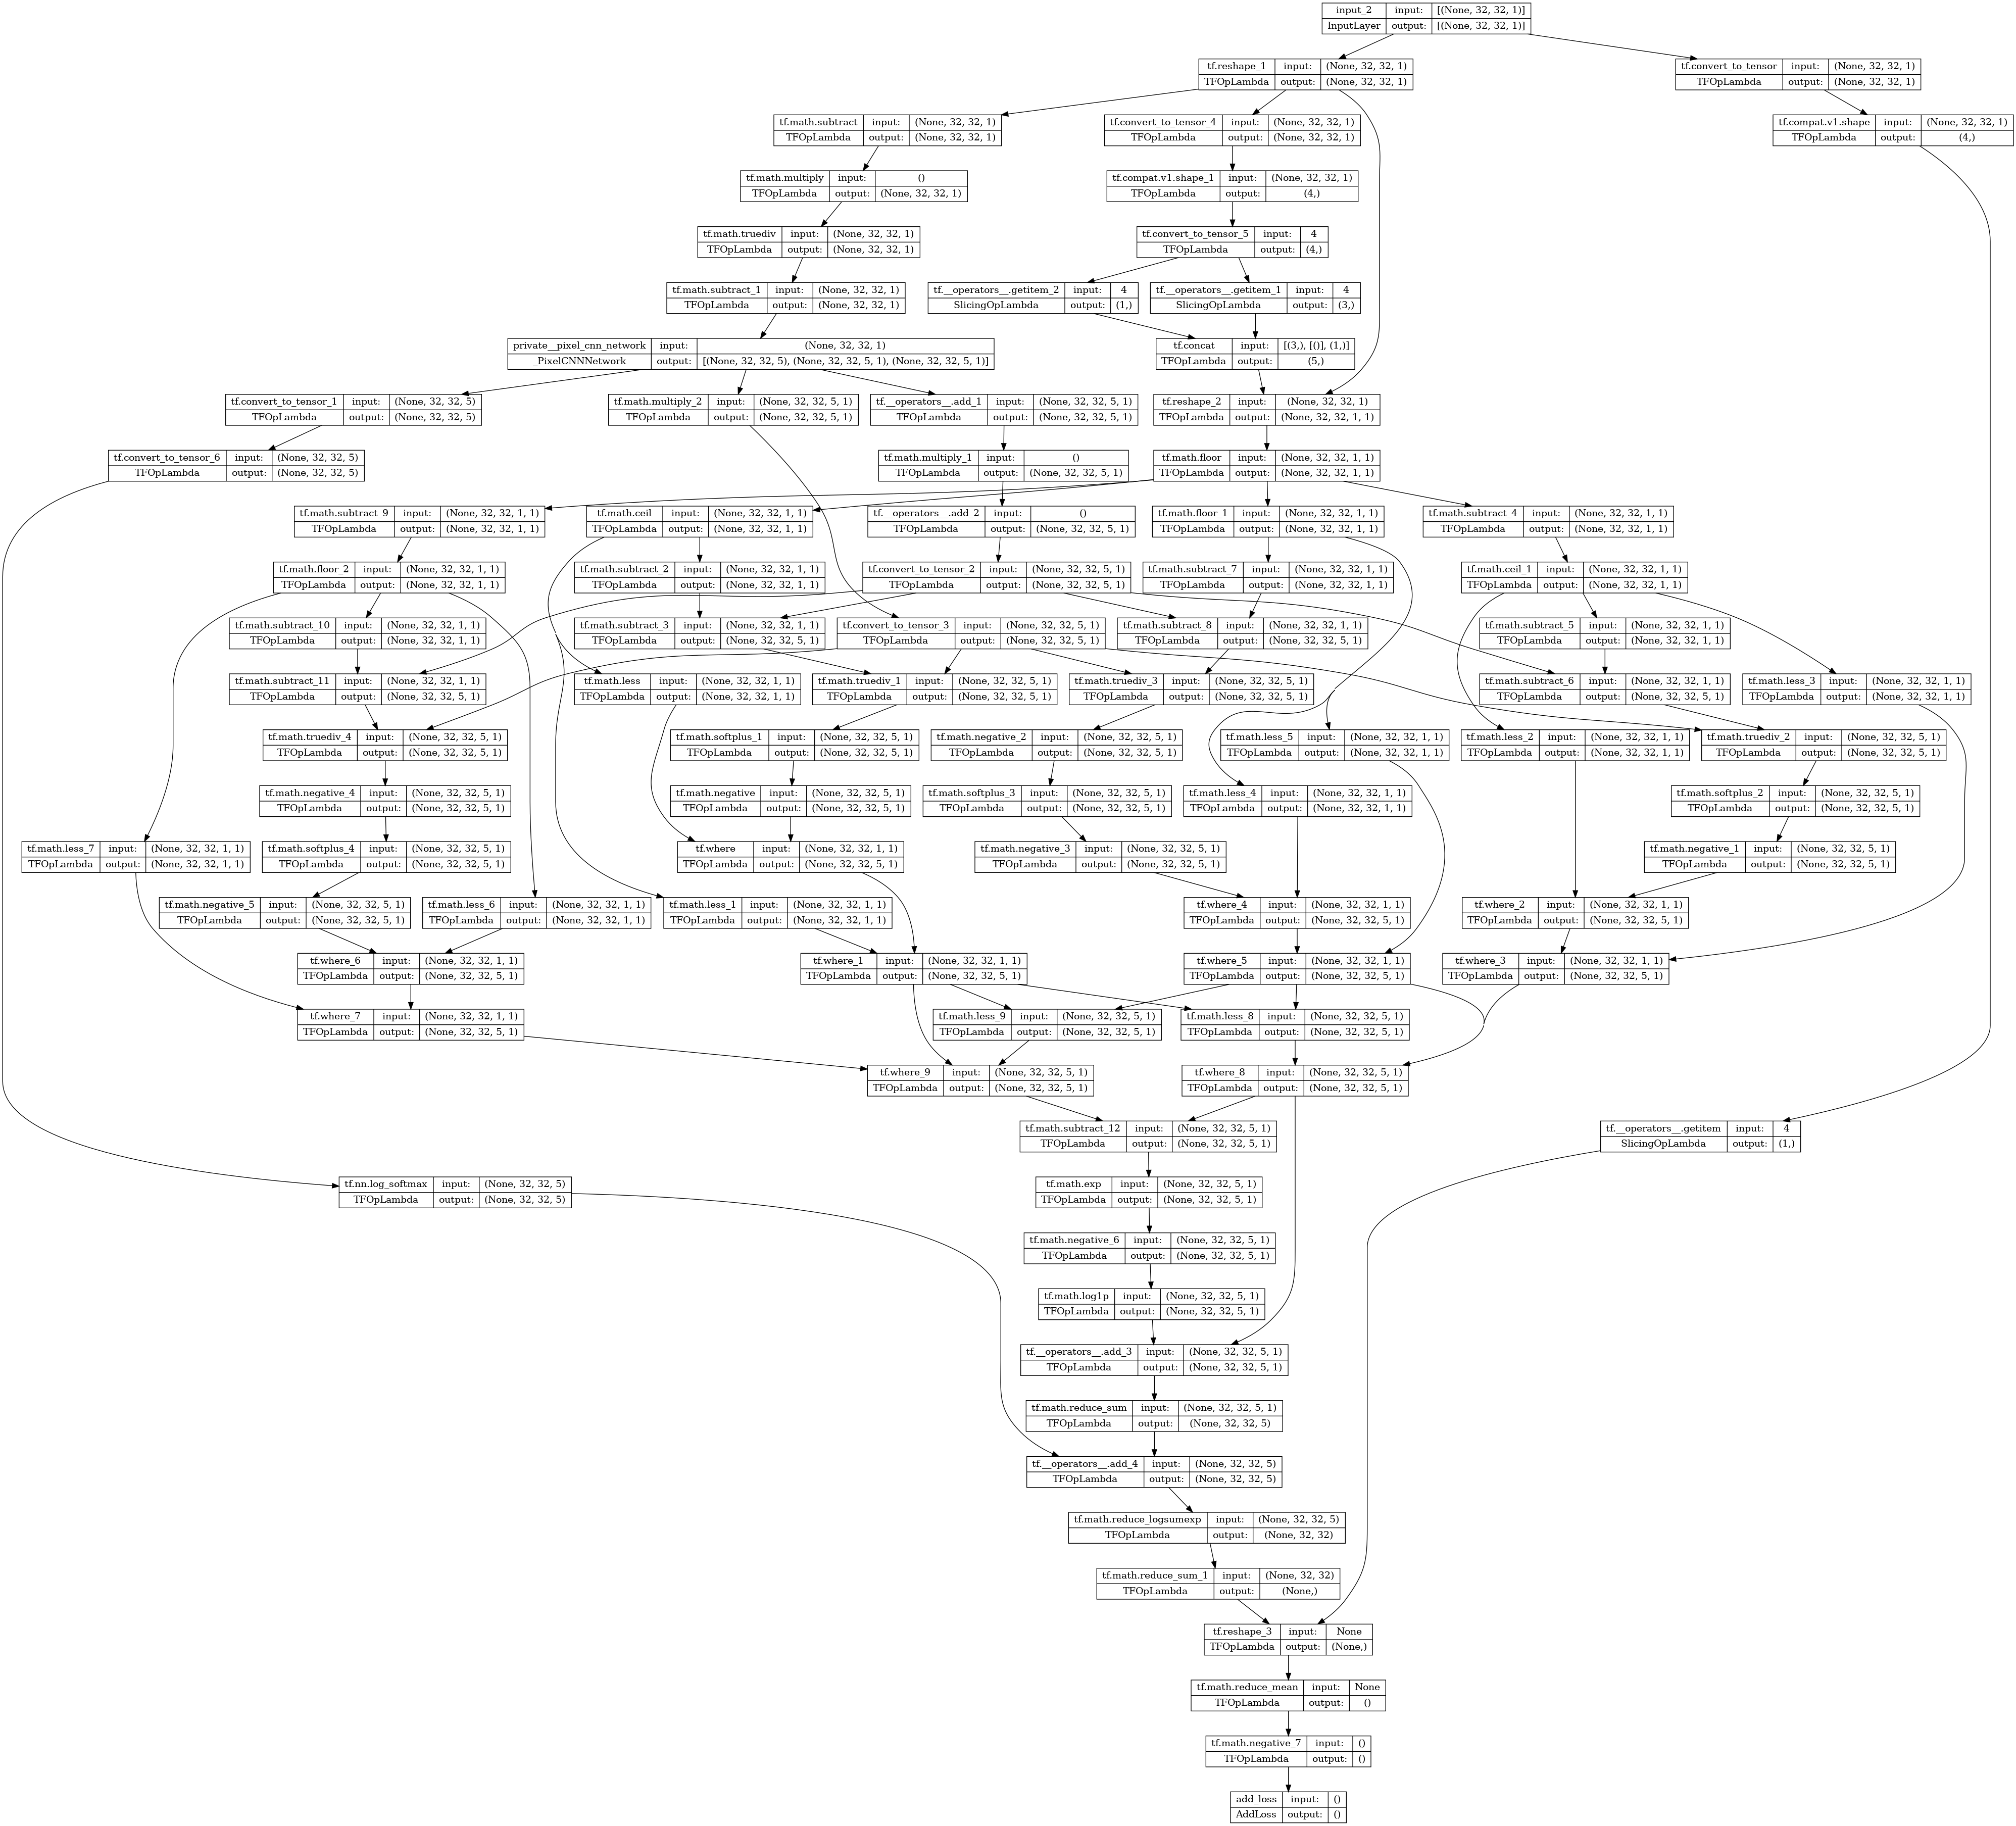 input_2 input: [(None, 32, 32, 1)]
InputLayer output: [(None, 32, 32, 1)]
tf.reshape_1 input: (None, 32, 32, 1)
TFOpLambda output: (None, 32, 32, 1)
tf.convert_to_tensor input: (None, 32, 32, 1)
TFOpLambda output: (None, 32, 32, 1)
tf.math.subtract input: (None, 32, 32, 1)
TFOpLambda output: (None, 32, 32, 1)
tf.convert_to_tensor_4 input: (None, 32, 32, 1)
TFOpLambda output: (None, 32, 32, 1)
tf.compat.v1.shape input: (None, 32, 32, 1)
TFOpLambda output: (4,)
tf.math.multiply input: ()
TFOpLambda output: (None, 32, 32, 1)
tf.compat.v1.shape_1 input: (None, 32, 32, 1)
TFOpLambda output: (4,)
tf.math.truediv input: (None, 32, 32, 1)
TFOpLambda output: (None, 32, 32, 1)
tf.convert_to_tensor_5 input: 4
TFOpLambda output: (4,)
tf.math.subtract_1 input: (None, 32, 32, 1)
TFOpLambda output: (None, 32, 32, 1)
tf.__operators__.getitem_2 input: 4
SlicingOpLambda output: (1,)
tf.__operators__.getitem_1 input: 4
SlicingOpLambda output: (3,)
private__pixel_cnn_network input: (None, 32, 32, 1)
_PixelCNNNetwork output: [(None, 32, 32, 5), (None, 32, 32, 5, 1), (None, 32, 32, 5, 1)]
tf.concat input: [(3,), [()], (1,)]
TFOpLambda output: (5,)
tf.convert_to_tensor_1 input: (None, 32, 32, 5)
TFOpLambda output: (None, 32, 32, 5)
tf.math.multiply_2 input: (None, 32, 32, 5, 1)
TFOpLambda output: (None, 32, 32, 5, 1)
tf.__operators__.add_1 input: (None, 32, 32, 5, 1)
TFOpLambda output: (None, 32, 32, 5, 1)
tf.reshape_2 input: (None, 32, 32, 1)
TFOpLambda output: (None, 32, 32, 1, 1)
tf.convert_to_tensor_6 input: (None, 32, 32, 5)
TFOpLambda output: (None, 32, 32, 5)
tf.math.multiply_1 input: ()
TFOpLambda output: (None, 32, 32, 5, 1)
tf.math.floor input: (None, 32, 32, 1, 1)
TFOpLambda output: (None, 32, 32, 1, 1)
tf.math.subtract_9 input: (None, 32, 32, 1, 1)
TFOpLambda output: (None, 32, 32, 1, 1)
tf.math.ceil input: (None, 32, 32, 1, 1)
TFOpLambda output: (None, 32, 32, 1, 1)
tf.__operators__.add_2 input: ()
TFOpLambda output: (None, 32, 32, 5, 1)
tf.math.floor_1 input: (None, 32, 32, 1, 1)
TFOpLambda output: (None, 32, 32, 1, 1)
tf.math.subtract_4 input: (None, 32, 32, 1, 1)
TFOpLambda output: (None, 32, 32, 1, 1)
tf.math.floor_2 input: (None, 32, 32, 1, 1)
TFOpLambda output: (None, 32, 32, 1, 1)
tf.math.subtract_2 input: (None, 32, 32, 1, 1)
TFOpLambda output: (None, 32, 32, 1, 1)
tf.convert_to_tensor_2 input: (None, 32, 32, 5, 1)
TFOpLambda output: (None, 32, 32, 5, 1)
tf.math.subtract_7 input: (None, 32, 32, 1, 1)
TFOpLambda output: (None, 32, 32, 1, 1)
tf.math.ceil_1 input: (None, 32, 32, 1, 1)
TFOpLambda output: (None, 32, 32, 1, 1)
tf.math.subtract_10 input: (None, 32, 32, 1, 1)
TFOpLambda output: (None, 32, 32, 1, 1)
tf.math.subtract_3 input: (None, 32, 32, 1, 1)
TFOpLambda output: (None, 32, 32, 5, 1)
tf.convert_to_tensor_3 input: (None, 32, 32, 5, 1)
TFOpLambda output: (None, 32, 32, 5, 1)
tf.math.subtract_8 input: (None, 32, 32, 1, 1)
TFOpLambda output: (None, 32, 32, 5, 1)
tf.math.subtract_5 input: (None, 32, 32, 1, 1)
TFOpLambda output: (None, 32, 32, 1, 1)
tf.math.subtract_11 input: (None, 32, 32, 1, 1)
TFOpLambda output: (None, 32, 32, 5, 1)
tf.math.less input: (None, 32, 32, 1, 1)
TFOpLambda output: (None, 32, 32, 1, 1)
tf.math.truediv_1 input: (None, 32, 32, 5, 1)
TFOpLambda output: (None, 32, 32, 5, 1)
tf.math.truediv_3 input: (None, 32, 32, 5, 1)
TFOpLambda output: (None, 32, 32, 5, 1)
tf.math.subtract_6 input: (None, 32, 32, 1, 1)
TFOpLambda output: (None, 32, 32, 5, 1)
tf.math.less_3 input: (None, 32, 32, 1, 1)
TFOpLambda output: (None, 32, 32, 1, 1)
tf.math.truediv_4 input: (None, 32, 32, 5, 1)
TFOpLambda output: (None, 32, 32, 5, 1)
tf.math.softplus_1 input: (None, 32, 32, 5, 1)
TFOpLambda output: (None, 32, 32, 5, 1)
tf.math.negative_2 input: (None, 32, 32, 5, 1)
TFOpLambda output: (None, 32, 32, 5, 1)
tf.math.less_5 input: (None, 32, 32, 1, 1)
TFOpLambda output: (None, 32, 32, 1, 1)
tf.math.less_2 input: (None, 32, 32, 1, 1)
TFOpLambda output: (None, 32, 32, 1, 1)
tf.math.truediv_2 input: (None, 32, 32, 5, 1)
TFOpLambda output: (None, 32, 32, 5, 1)
tf.math.negative_4 input: (None, 32, 32, 5, 1)
TFOpLambda output: (None, 32, 32, 5, 1)
tf.math.negative input: (None, 32, 32, 5, 1)
TFOpLambda output: (None, 32, 32, 5, 1)
tf.math.softplus_3 input: (None, 32, 32, 5, 1)
TFOpLambda output: (None, 32, 32, 5, 1)
tf.math.less_4 input: (None, 32, 32, 1, 1)
TFOpLambda output: (None, 32, 32, 1, 1)
tf.math.softplus_2 input: (None, 32, 32, 5, 1)
TFOpLambda output: (None, 32, 32, 5, 1)
tf.math.less_7 input: (None, 32, 32, 1, 1)
TFOpLambda output: (None, 32, 32, 1, 1)
tf.math.softplus_4 input: (None, 32, 32, 5, 1)
TFOpLambda output: (None, 32, 32, 5, 1)
tf.where input: (None, 32, 32, 1, 1)
TFOpLambda output: (None, 32, 32, 5, 1)
tf.math.negative_3 input: (None, 32, 32, 5, 1)
TFOpLambda output: (None, 32, 32, 5, 1)
tf.math.negative_1 input: (None, 32, 32, 5, 1)
TFOpLambda output: (None, 32, 32, 5, 1)
tf.math.negative_5 input: (None, 32, 32, 5, 1)
TFOpLambda output: (None, 32, 32, 5, 1)
tf.math.less_6 input: (None, 32, 32, 1, 1)
TFOpLambda output: (None, 32, 32, 1, 1)
tf.math.less_1 input: (None, 32, 32, 1, 1)
TFOpLambda output: (None, 32, 32, 1, 1)
tf.where_4 input: (None, 32, 32, 1, 1)
TFOpLambda output: (None, 32, 32, 5, 1)
tf.where_2 input: (None, 32, 32, 1, 1)
TFOpLambda output: (None, 32, 32, 5, 1)
tf.where_6 input: (None, 32, 32, 1, 1)
TFOpLambda output: (None, 32, 32, 5, 1)
tf.where_1 input: (None, 32, 32, 1, 1)
TFOpLambda output: (None, 32, 32, 5, 1)
tf.where_5 input: (None, 32, 32, 1, 1)
TFOpLambda output: (None, 32, 32, 5, 1)
tf.where_3 input: (None, 32, 32, 1, 1)
TFOpLambda output: (None, 32, 32, 5, 1)
tf.where_7 input: (None, 32, 32, 1, 1)
TFOpLambda output: (None, 32, 32, 5, 1)
tf.math.less_9 input: (None, 32, 32, 5, 1)
TFOpLambda output: (None, 32, 32, 5, 1)
tf.math.less_8 input: (None, 32, 32, 5, 1)
TFOpLambda output: (None, 32, 32, 5, 1)
tf.where_9 input: (None, 32, 32, 5, 1)
TFOpLambda output: (None, 32, 32, 5, 1)
tf.where_8 input: (None, 32, 32, 5, 1)
TFOpLambda output: (None, 32, 32, 5, 1)
tf.math.subtract_12 input: (None, 32, 32, 5, 1)
TFOpLambda output: (None, 32, 32, 5, 1)
tf.__operators__.getitem input: 4
SlicingOpLambda output: (1,)
tf.nn.log_softmax input: (None, 32, 32, 5)
TFOpLambda output: (None, 32, 32, 5)
tf.math.exp input: (None, 32, 32, 5, 1)
TFOpLambda output: (None, 32, 32, 5, 1)
tf.math.negative_6 input: (None, 32, 32, 5, 1)
TFOpLambda output: (None, 32, 32, 5, 1)
tf.math.log1p input: (None, 32, 32, 5, 1)
TFOpLambda output: (None, 32, 32, 5, 1)
tf.__operators__.add_3 input: (None, 32, 32, 5, 1)
TFOpLambda output: (None, 32, 32, 5, 1)
tf.math.reduce_sum input: (None, 32, 32, 5, 1)
TFOpLambda output: (None, 32, 32, 5)
tf.__operators__.add_4 input: (None, 32, 32, 5)
TFOpLambda output: (None, 32, 32, 5)
tf.math.reduce_logsumexp input: (None, 32, 32, 5)
TFOpLambda output: (None, 32, 32)
tf.math.reduce_sum_1 input: (None, 32, 32)
TFOpLambda output: (None,)
tf.reshape_3 input: None
TFOpLambda output: (None,)
tf.math.reduce_mean input: None
TFOpLambda output: ()
tf.math.negative_7 input: ()
TFOpLambda output: ()
add_loss input: ()
AddLoss output: ()